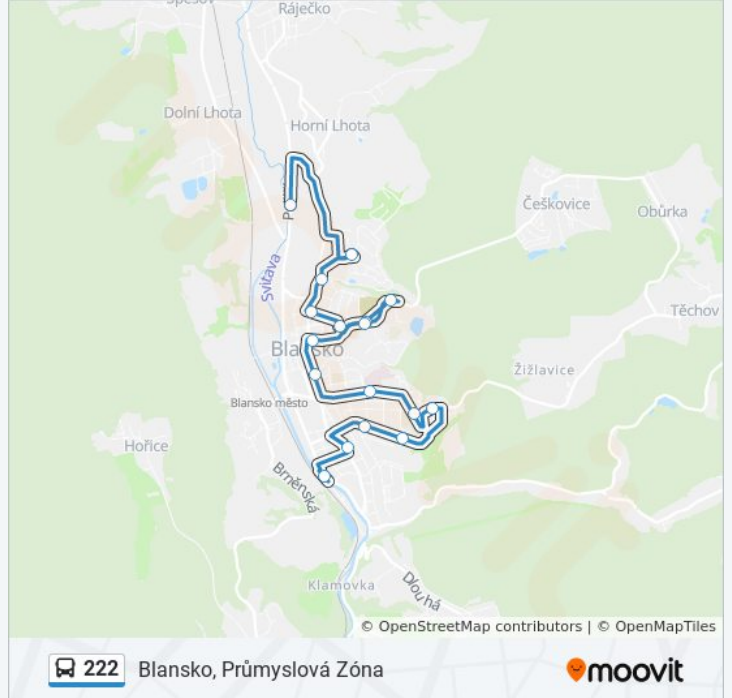 Spešov
Ráječko
Dolní Lhota
Horní Lhota
Češkovice
Obůrka
Svitava
Těchov
Blansko
Žižlavice
Blansko město
Hořice
Brněnská
Klamovka
Dlouhá
© OpenStreetMap contributors | © OpenMapTiles
222 Blansko, Průmyslová Zóna
moovit